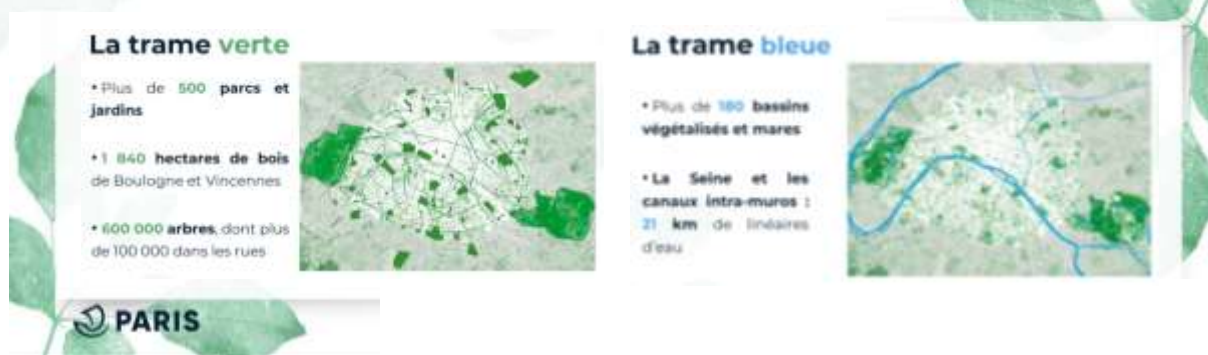 La trame verte
• Plus de 500 parcs et
jardins
• 1 840 hectares de bois
de Boulogne et Vincennes
• 600 000 arbres, dont plus
de 100 000 dans les rues
PARIS
La trame bleue
• Plus de 180 bassins
végétalisés et mares
• La Seine et les
canaux intra-muros :
21 km de linéaires
d'eau